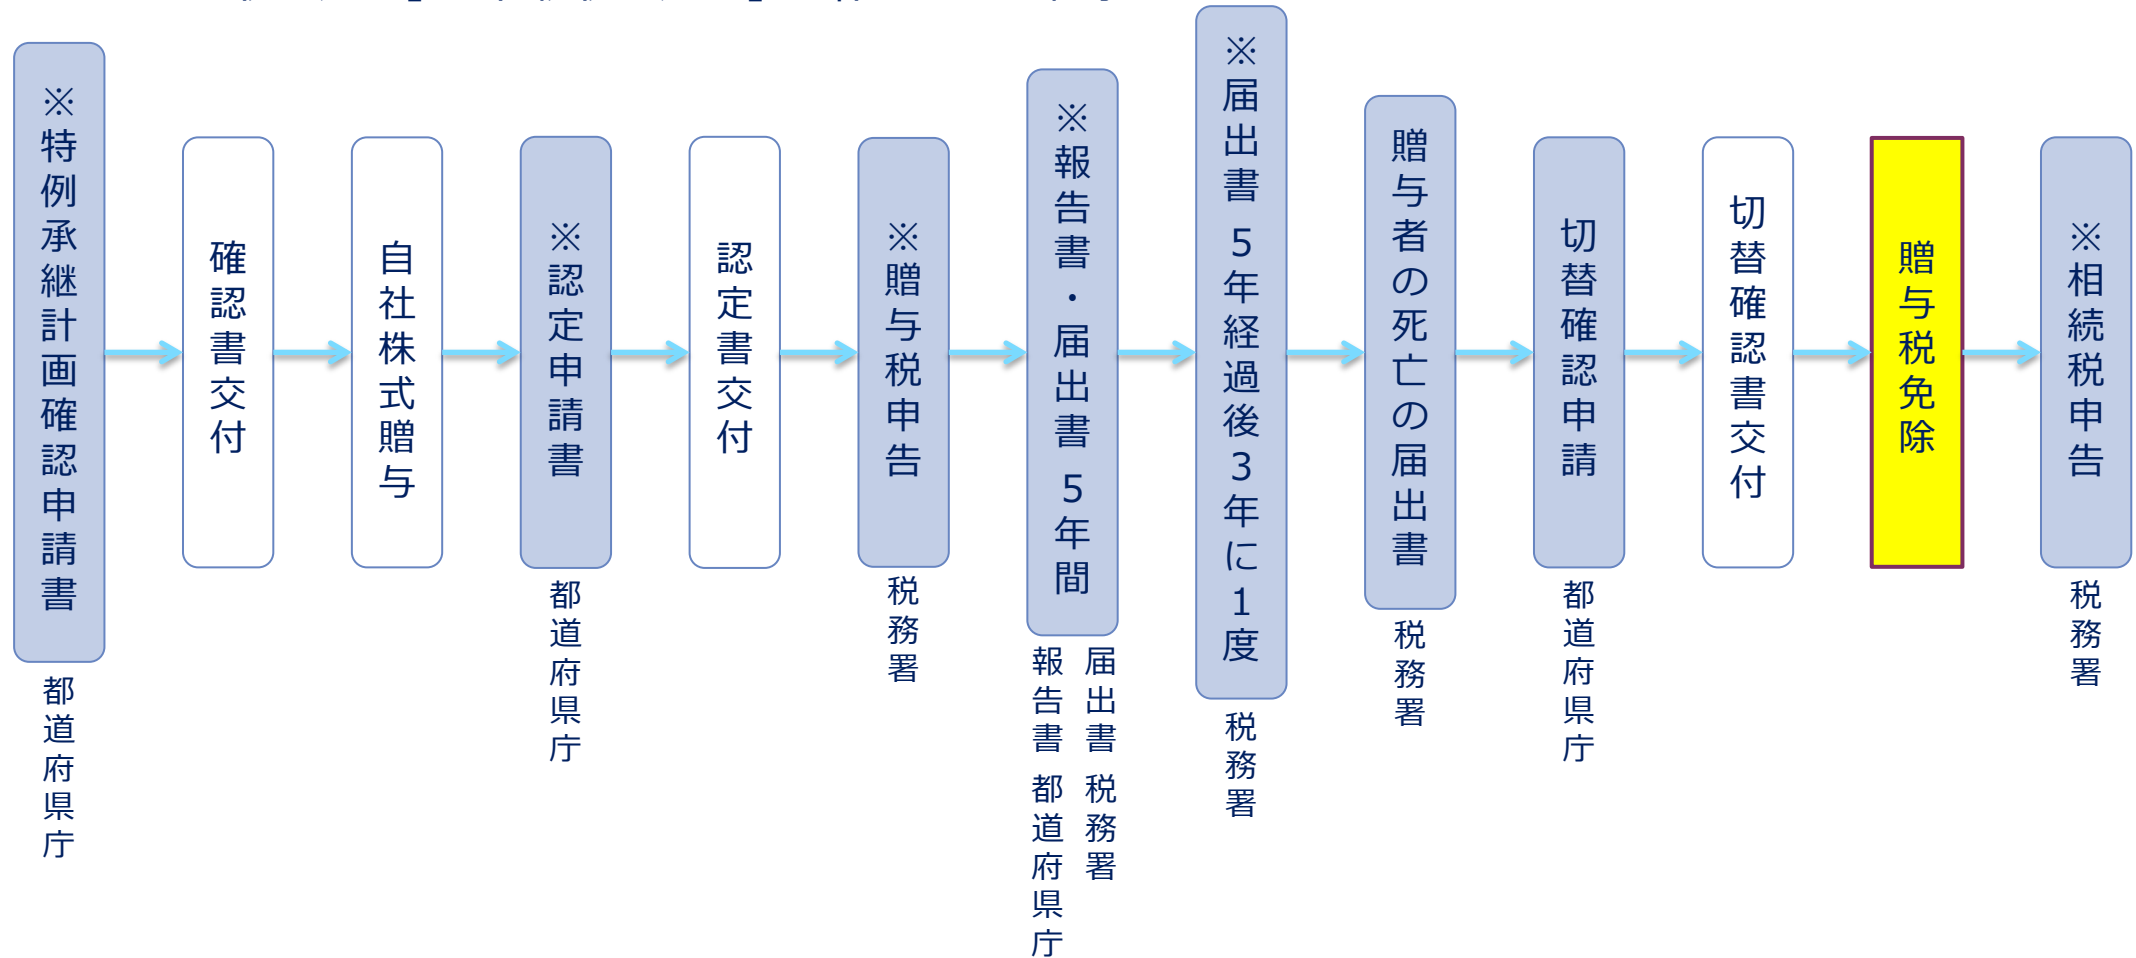 ※特例承継計画確認申請書
都道府県庁
確認書交付
自社株式贈与
※認定申請書
都道府県庁
認定書交付
※贈与税申告
税務署
※報告書・届出書 5年間
報告書 都道府県庁
届出書 税務署
※届出書 5年経過後3年に1度
税務署
贈与者の死亡の届出書
税務署
切替確認申請
都道府県庁
切替確認書交付
贈与税免除
※相続税申告
税務署